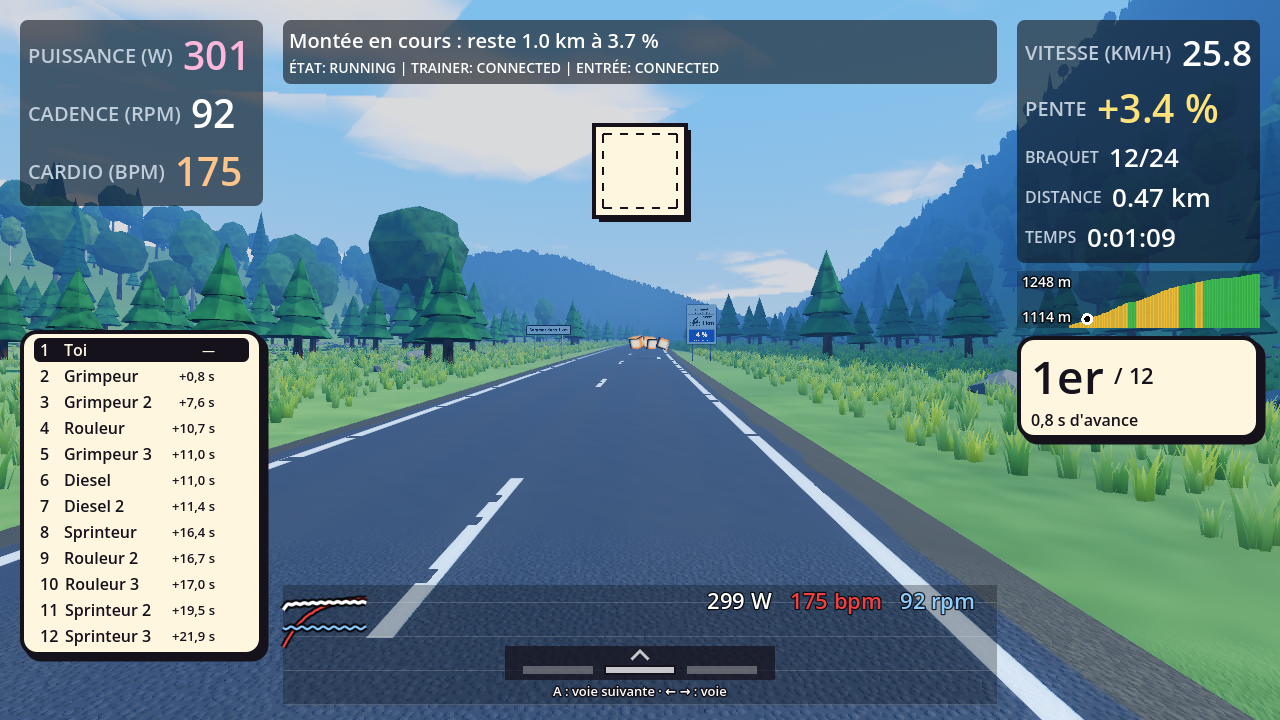 PUISSANCE (W) 301
CADENCE (RPM) 92
CARDIO (BPM) 175
Montée en cours : reste 1.0 km à 3.7 %
ÉTAT: RUNNING | TRAINER: CONNECTED | ENTRÉE: CONNECTED
VITESSE (KM/H) 25.8
PENTE +3.4 %
BRAQUET 12/24
DISTANCE 0.47 km
TEMPS 0:01:09
1248 m
1114 m
1er / 12
0,8 s d'avance
4 %
1 Toi —
2 Grimpeur +0,8 s
3 Grimpeur 2 +7,6 s
4 Rouleur +10,7 s
5 Grimpeur 3 +11,0 s
6 Diesel +11,0 s
7 Diesel 2 +11,4 s
8 Sprinteur +16,4 s
9 Rouleur 2 +16,7 s
10 Rouleur 3 +17,0 s
11 Sprinteur 2 +19,5 s
12 Sprinteur 3 +21,9 s
299 W 175 bpm 92 rpm
A : voie suivante · ← → : voie